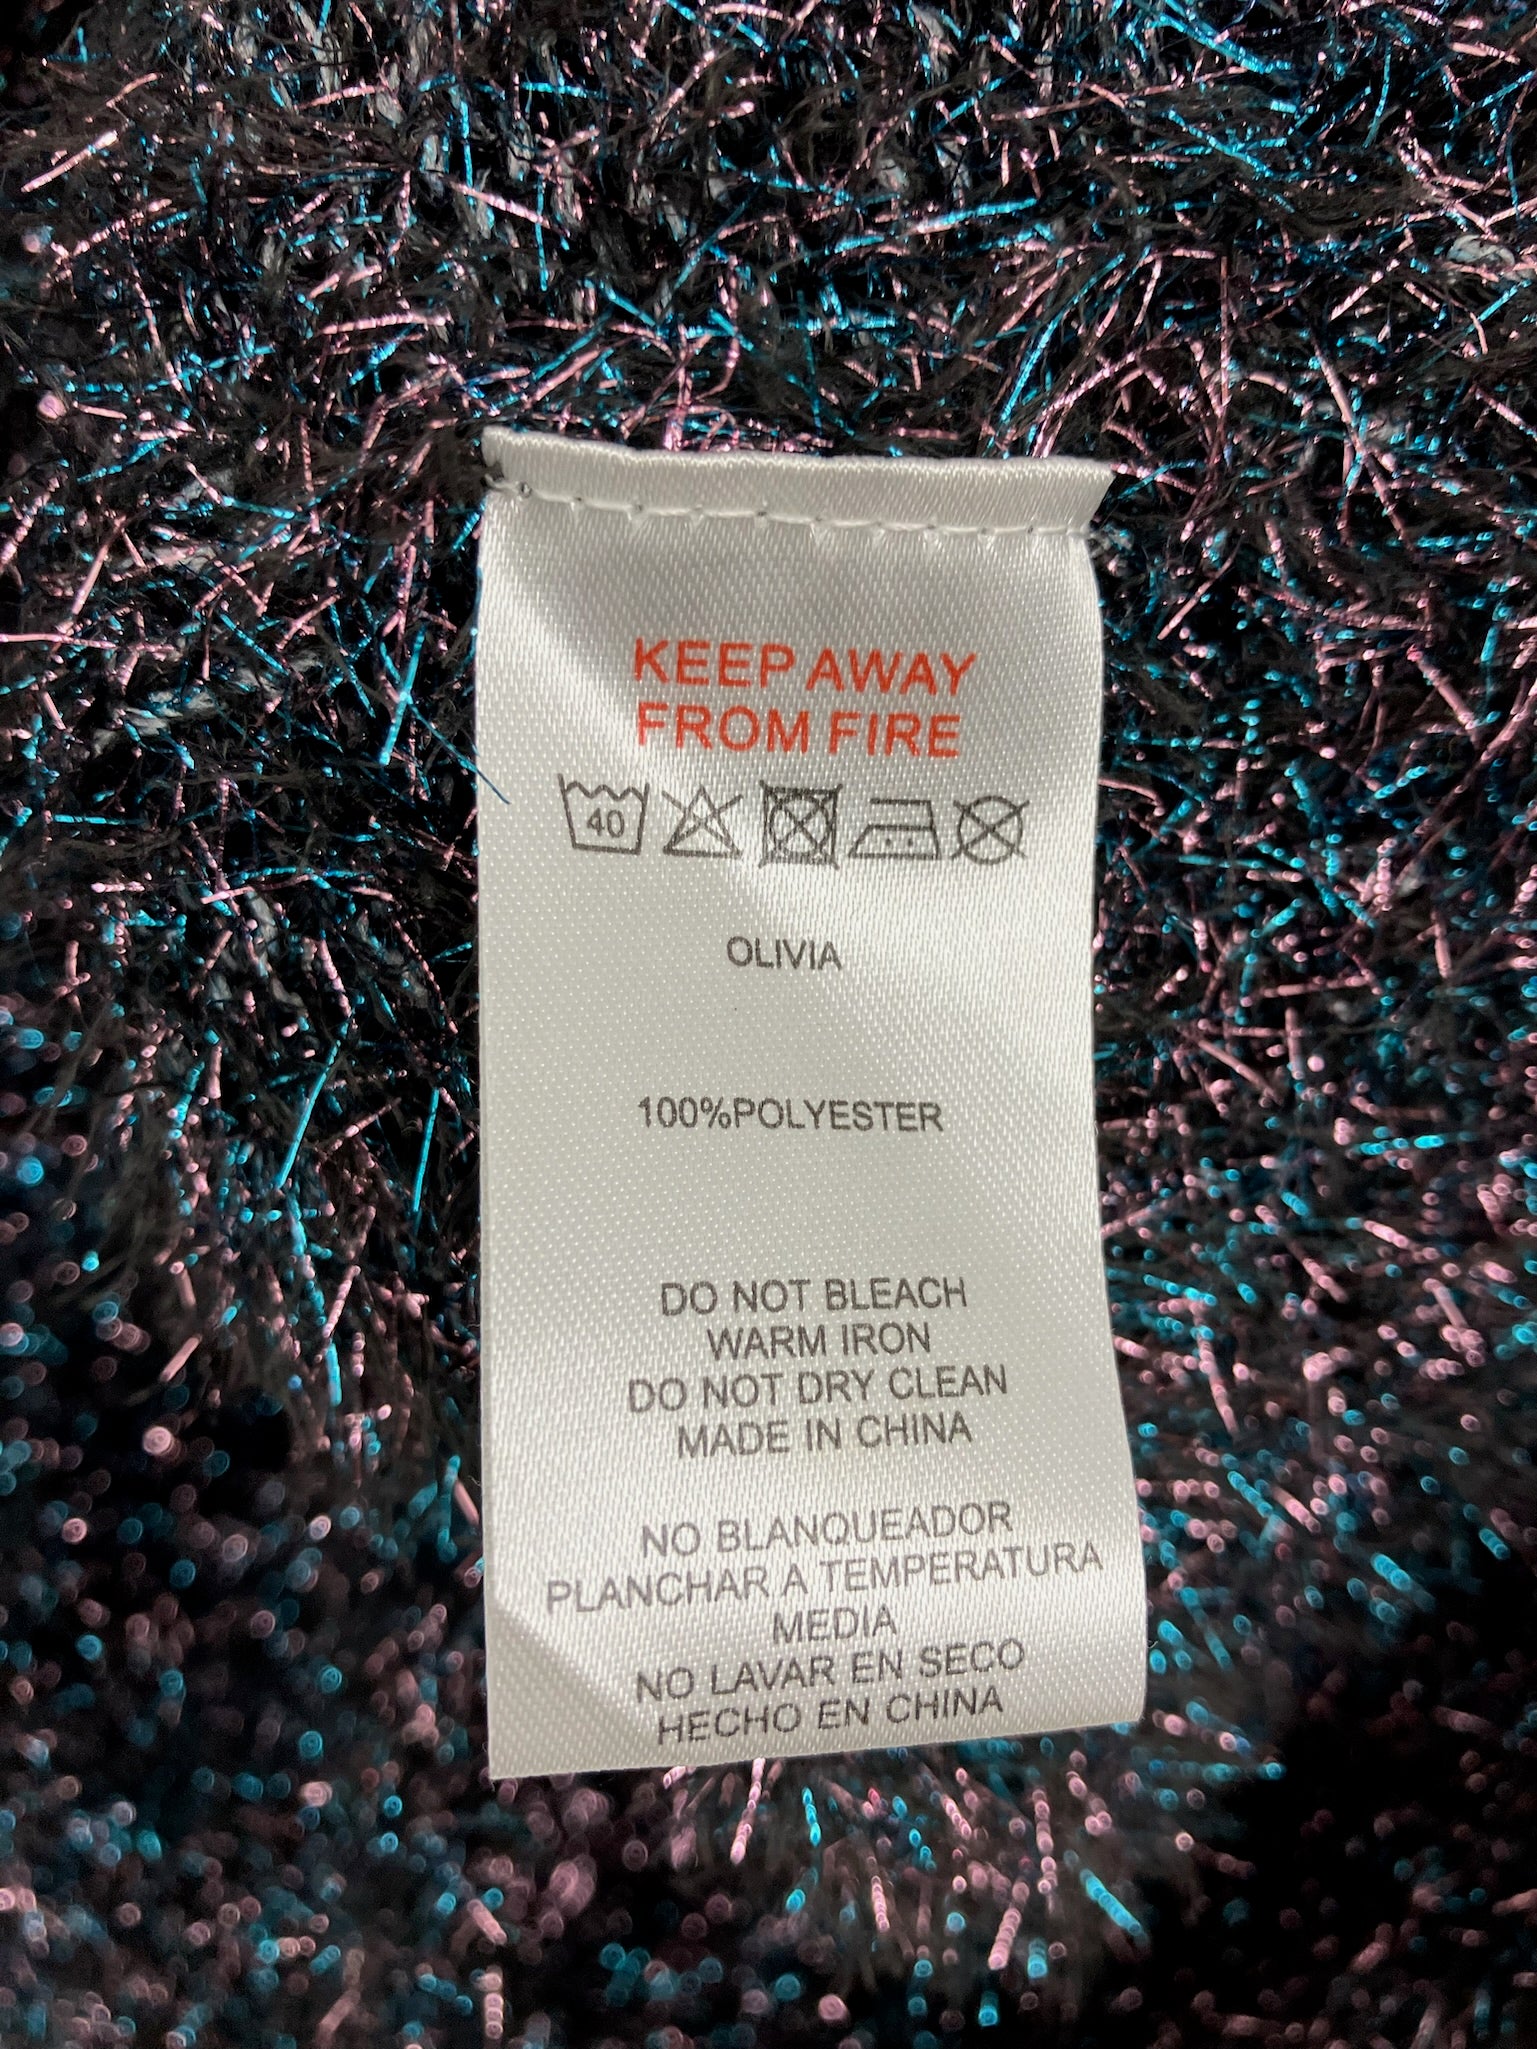 KEEP AWAY
FROM FIRE
40
OLIVIA
100%POLYESTER
DO NOT BLEACH
WARM IRON
DO NOT DRY CLEAN
MADE IN CHINA
NO BLANQUEADOR
PLANCHAR A TEMPERATURA
MEDIA
NO LAVAR EN SECO
HECHO EN CHINA